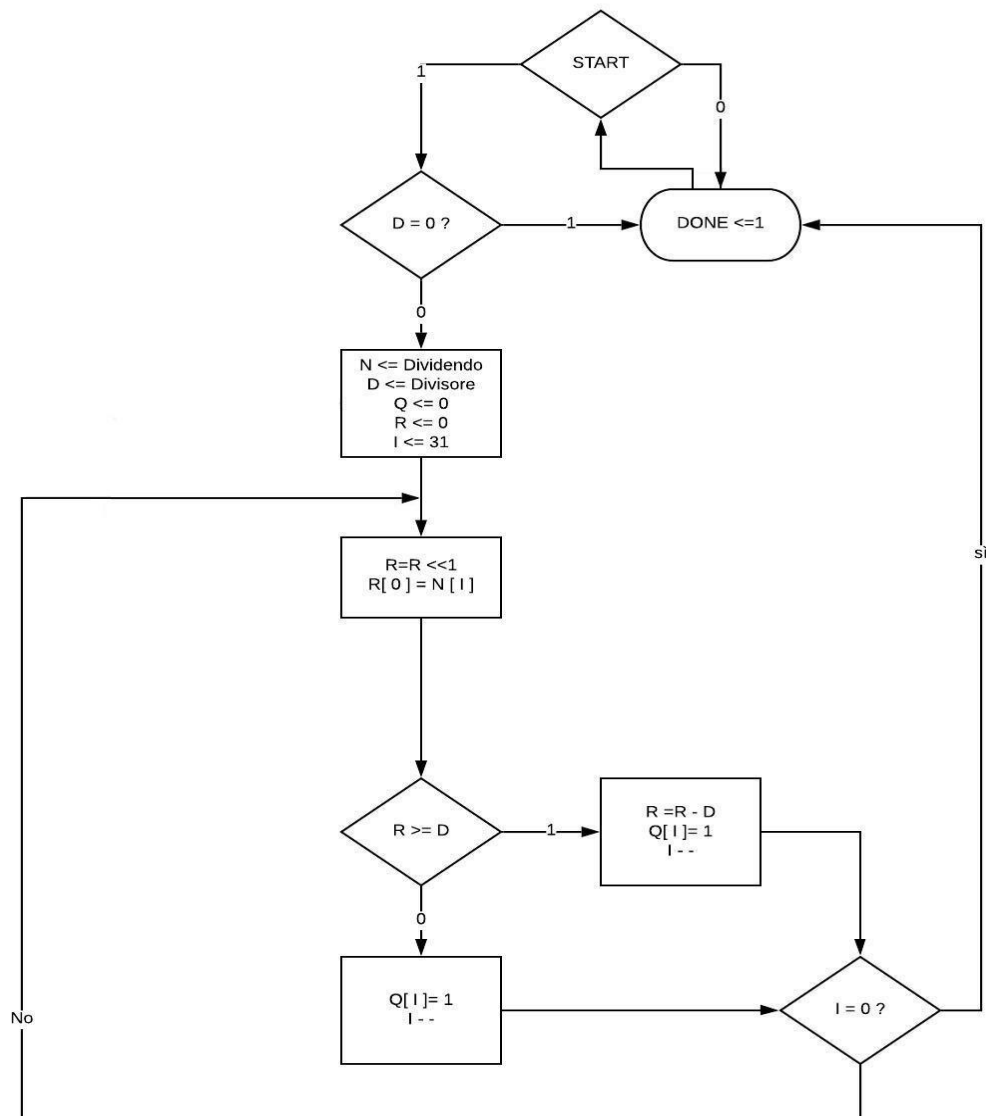 START
1
0
D = 0 ?
1
DONE <=1
0
N <= Dividendo
D <= Divisore
Q <= 0
R <= 0
I <= 31
sì
R=R <<1
R[ 0 ] = N [ I ]
R >= D
1
R =R - D
Q[ I ]= 1
I - -
0
Q[ I ]= 1
I - -
I = 0 ?
No